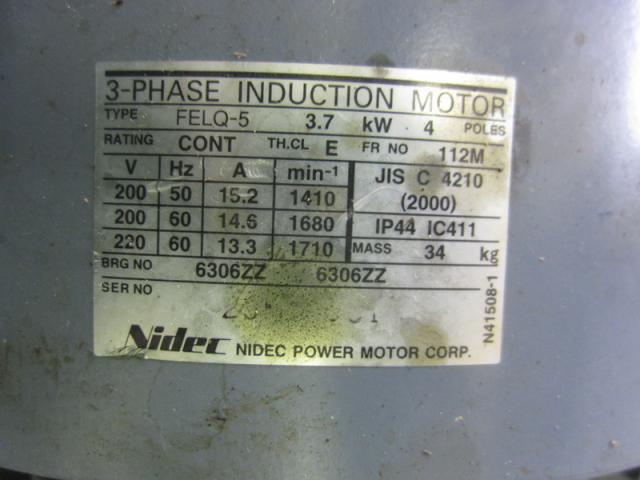 3-PHASE INDUCTION MOTOR
TYPE FELQ-5 3.7 kW 4 POLES
RATING CONT TH.CL E FR NO 112M
V Hz A min-1 JIS C 4210
200 50 15.2 1410 (2000)
200 60 14.6 1680 IP44 IC411
220 60 13.3 1710 MASS 34 kg
BRG NO 6306ZZ 6306ZZ
SER NO
Nidec NIDEC POWER MOTOR CORP.
N41508-1